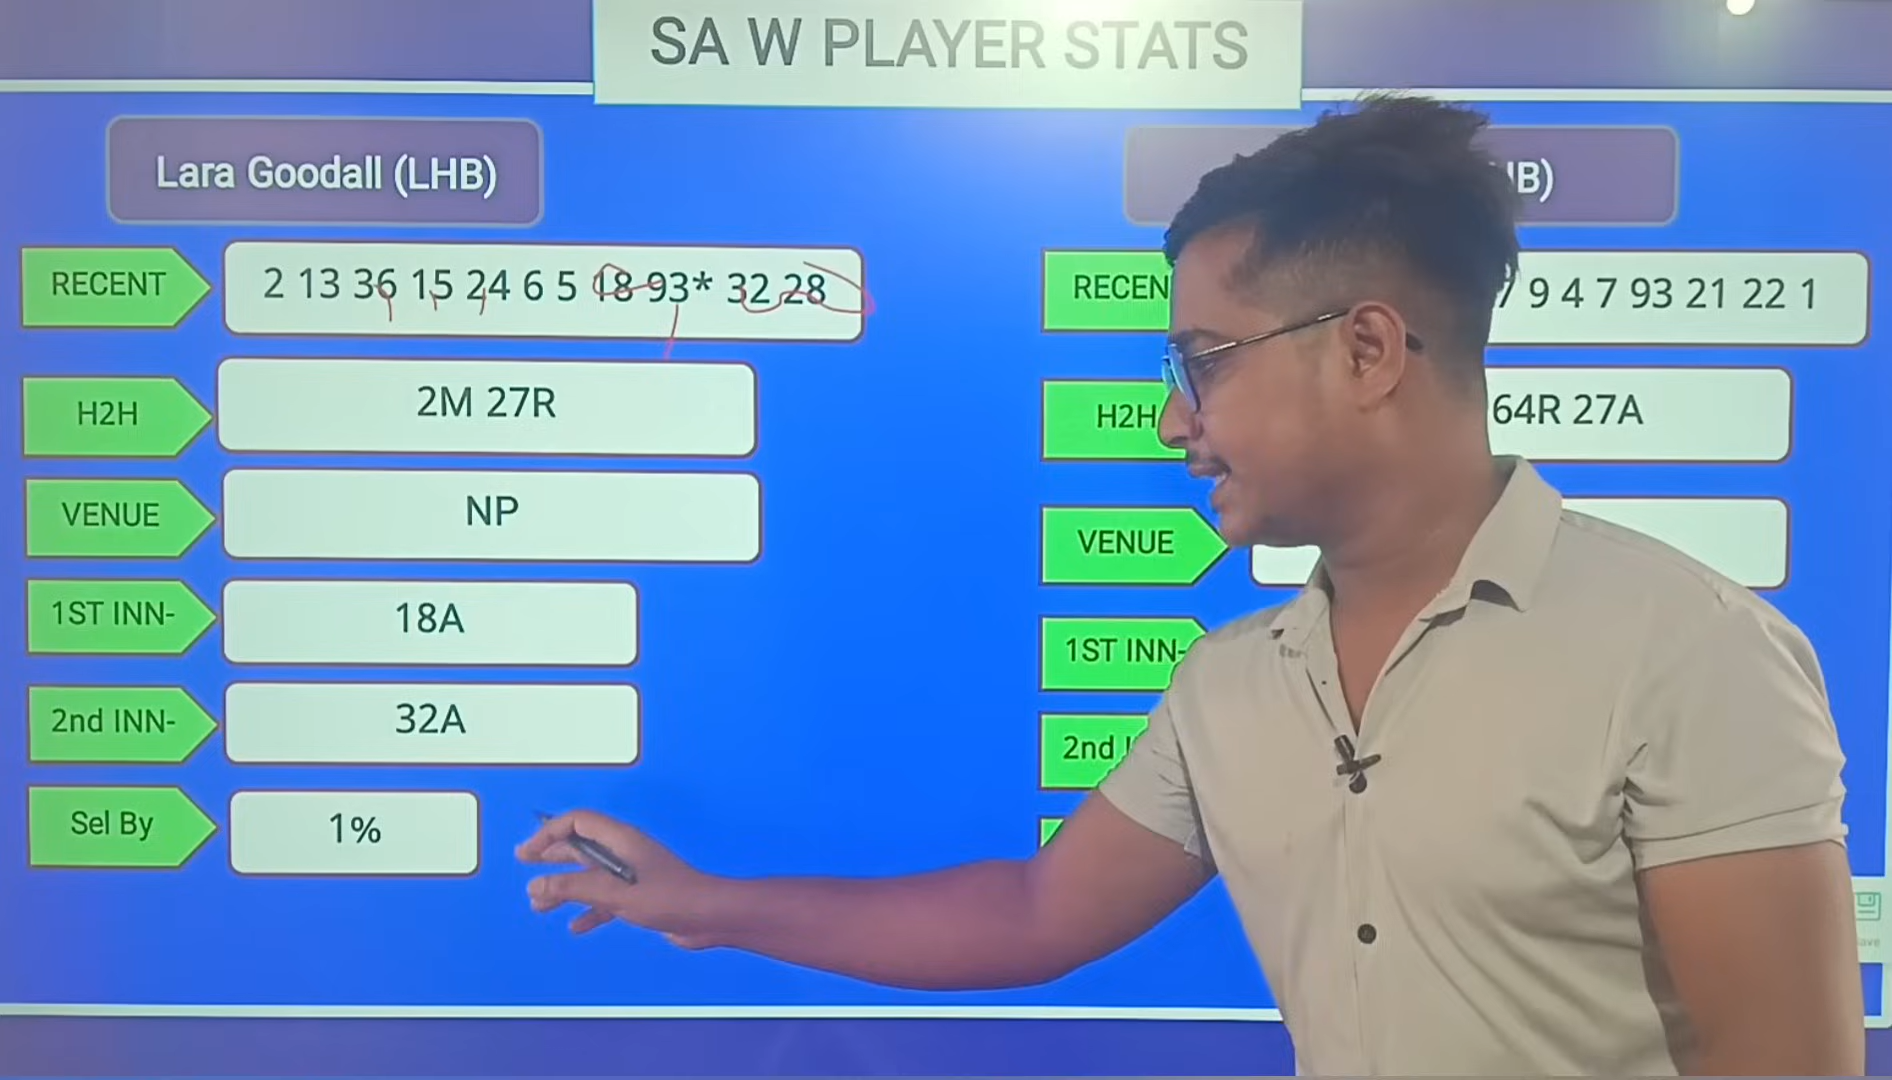 SA W PLAYER STATS
Lara Goodall (LHB)
RECENT
2 13 36 15 24 6 5 18 93* 32 28
H2H
2M 27R
VENUE
NP
1ST INN-
18A
2nd INN-
32A
Sel By
1%
B)
RECEN
7 9 4 7 93 21 22 1
H2H
64R 27A
VENUE
1ST INN-
2nd